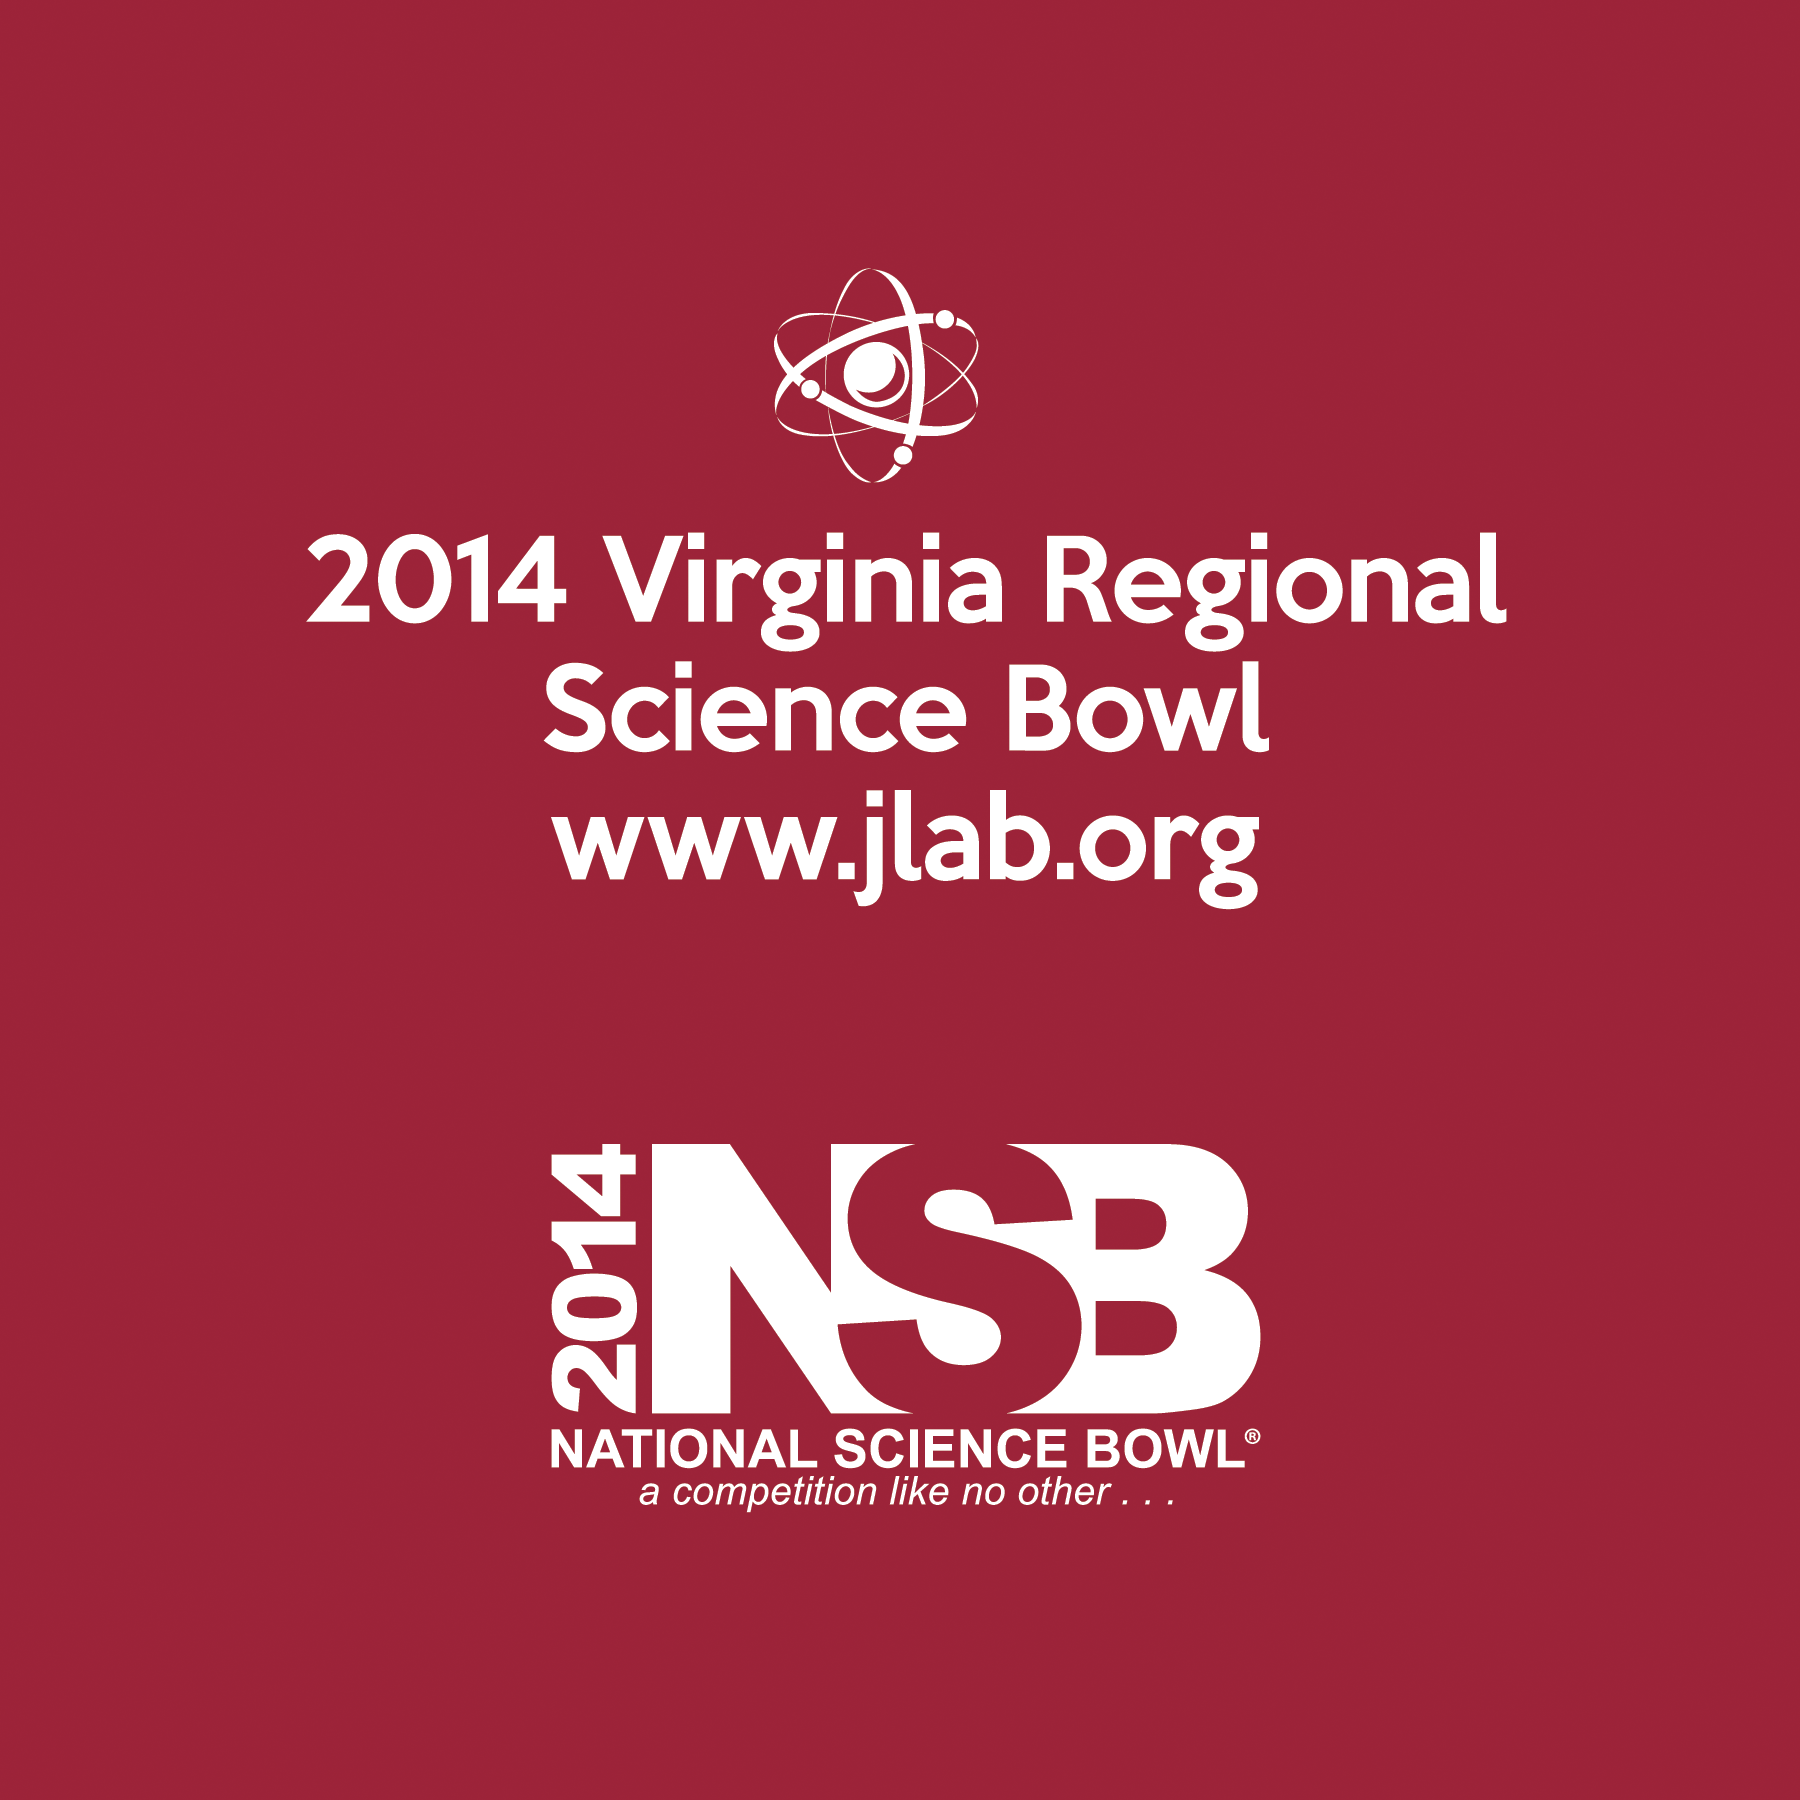 2014 Virginia Regional
Science Bowl
www.jlab.org
2014
NSB
NATIONAL SCIENCE BOWL®
a competition like no other . . .